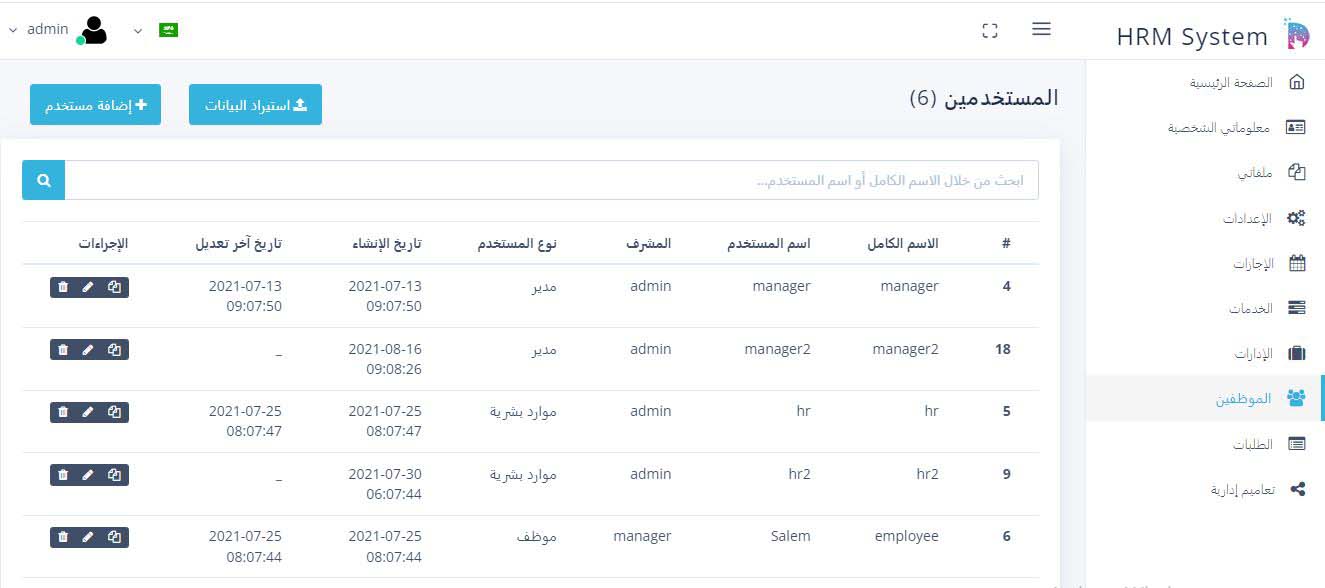 HRM System
admin
الصفحة الرئيسية
معلوماتي الشخصية
ملفاتي
الإعدادات
الإجازات
الخدمات
الإدارات
الموظفين
الطلبات
تعاميم إدارية
المستخدمين (6)
استيراد البيانات
إضافة مستخدم
ابحث من خلال الاسم الكامل أو اسم المستخدم...
# الاسم الكامل اسم المستخدم المشرف نوع المستخدم تاريخ الإنشاء تاريخ آخر تعديل الإجراءات
4 manager manager admin مدير 2021-07-13 2021-07-13
09:07:50 09:07:50
18 manager2 manager2 admin مدير 2021-08-16 _
09:08:26
5 hr hr admin موارد بشرية 2021-07-25 2021-07-25
08:07:47 08:07:47
9 hr2 hr2 admin موارد بشرية 2021-07-30 _
06:07:44
6 employee Salem manager موظف 2021-07-25 2021-07-25
08:07:44 08:07:44